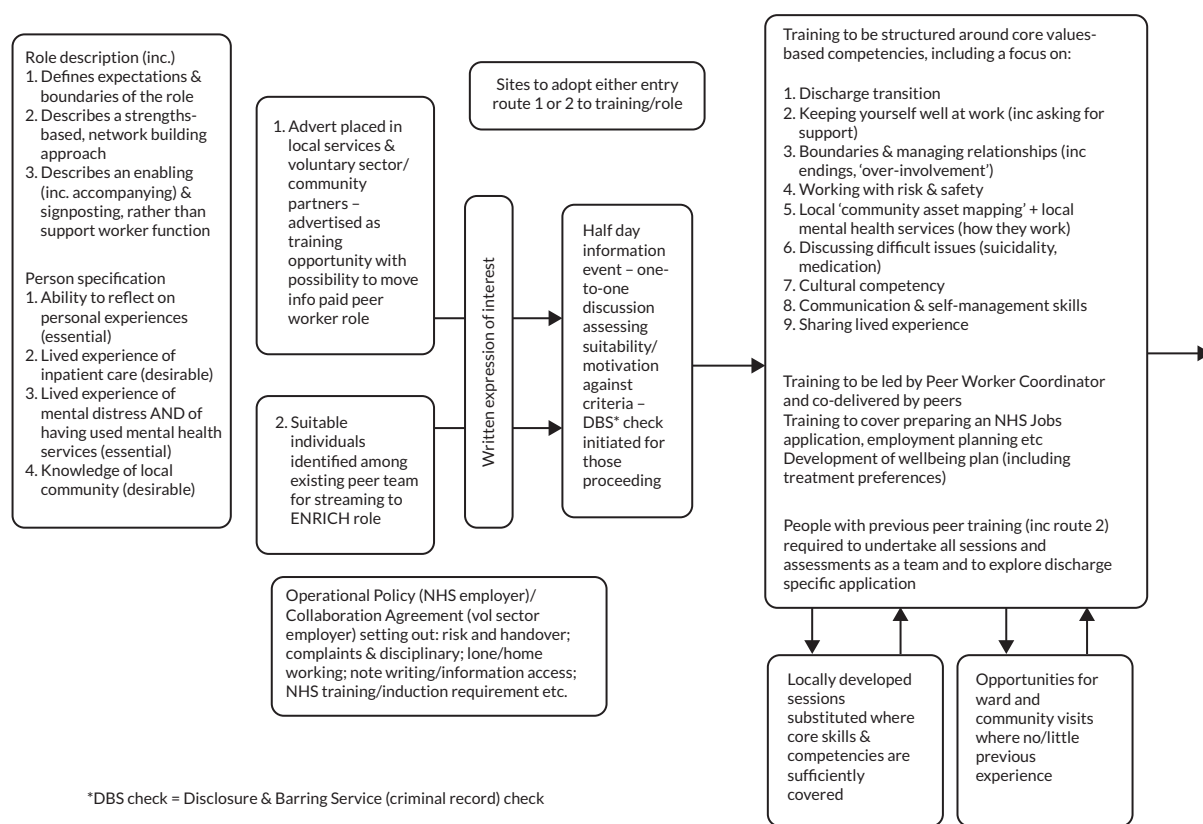 Role description (inc.)
1. Defines expectations &
boundaries of the role
2. Describes a strengths-
based, network building
approach
3. Describes an enabling
(inc. accompanying) &
signposting, rather than
support worker function
Person specification
1. Ability to reflect on
personal experiences
(essential)
2. Lived experience of
inpatient care (desirable)
3. Lived experience of
mental distress AND of
having used mental health
services (essential)
4. Knowledge of local
community (desirable)
Sites to adopt either entry
route 1 or 2 to training/role
1. Advert placed in
local services &
voluntary sector/
community
partners –
advertised as
training
opportunity with
possibility to move
info paid peer
worker role
2. Suitable
individuals
identified among
existing peer team
for streaming to
ENRICH role
Written expression of interest
Half day
information
event – one-
to-one
discussion
assessing
suitability/
motivation
against
criteria –
DBS* check
initiated for
those
proceeding
Operational Policy (NHS employer)/
Collaboration Agreement (vol sector
employer) setting out: risk and handover;
complaints & disciplinary; lone/home
working; note writing/information access;
NHS training/induction requirement etc.
Training to be structured around core values-
based competencies, including a focus on:
1. Discharge transition
2. Keeping yourself well at work (inc asking for
support)
3. Boundaries & managing relationships (inc
endings, ‘over-involvement’)
4. Working with risk & safety
5. Local ‘community asset mapping’ + local
mental health services (how they work)
6. Discussing difficult issues (suicidality,
medication)
7. Cultural competency
8. Communication & self-management skills
9. Sharing lived experience
Training to be led by Peer Worker Coordinator
and co-delivered by peers
Training to cover preparing an NHS Jobs
application, employment planning etc
Development of wellbeing plan (including
treatment preferences)
People with previous peer training (inc route 2)
required to undertake all sessions and
assessments as a team and to explore discharge
specific application
Locally developed
sessions
substituted where
core skills &
competencies are
sufficiently
covered
Opportunities for
ward and
community visits
where no/little
previous
experience
*DBS check = Disclosure & Barring Service (criminal record) check